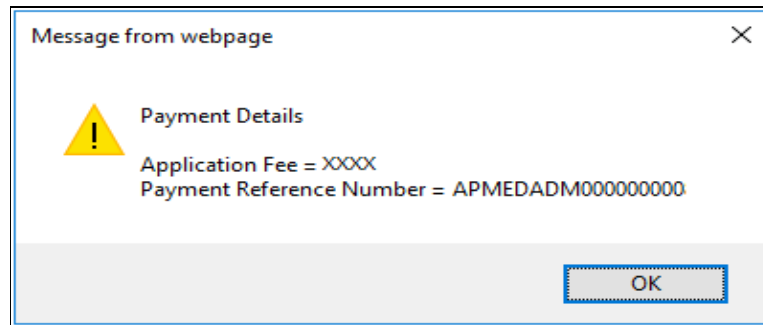 Message from webpage
Payment Details
Application Fee = XXXX
Payment Reference Number = APMEDADM000000000
OK